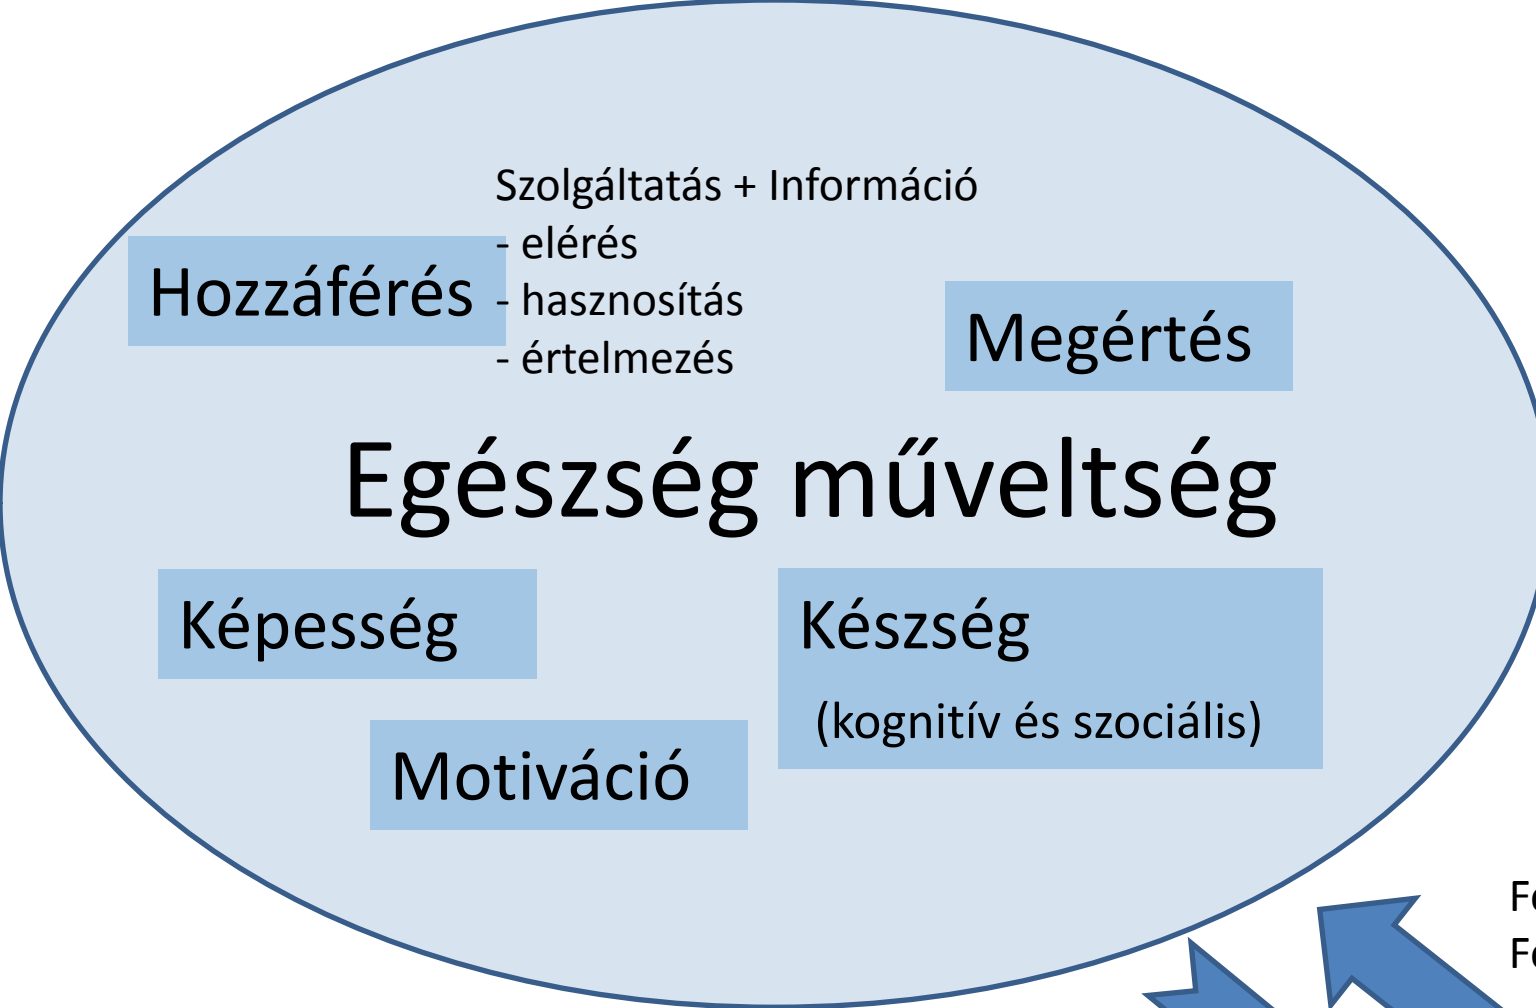 Szolgáltatás + Információ
- elérés
- hasznosítás
- értelmezés
Hozzáférés
Megértés
Egészség műveltség
Képesség
Készség
(kognitív és szociális)
Motiváció